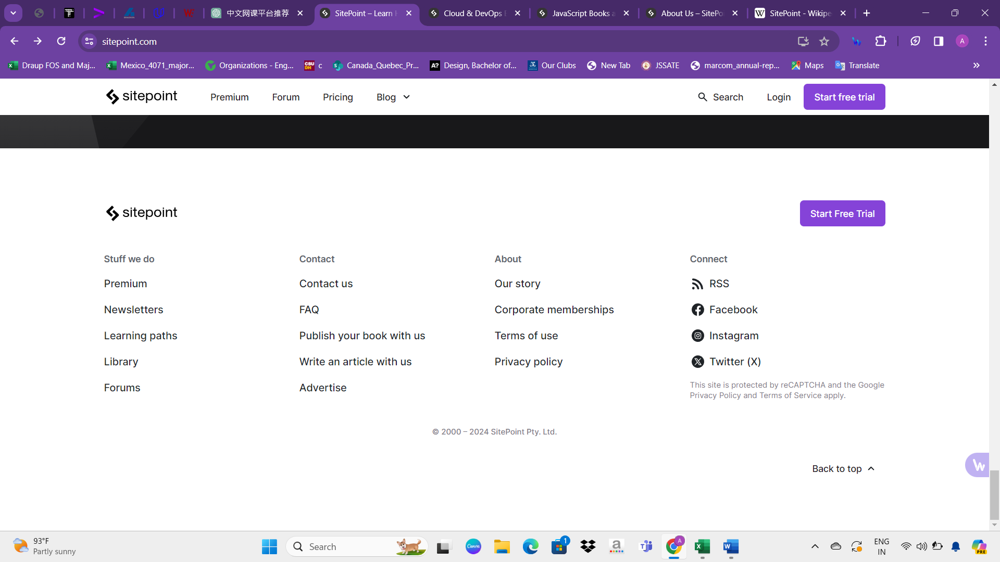 中文网课平台推荐
SitePoint – Learn
Cloud & DevOps
JavaScript Books
About Us – SitePo
SitePoint - Wikipe
sitepoint.com
Draup FOS and Maj...
Mexico_4071_major...
Organizations - Eng...
CSU
DH
c
Canada_Quebec_Pr...
A?
Design, Bachelor of...
Our Clubs
New Tab
JSSATE
marcom_annual-rep...
Maps
Translate
A
sitepoint
Premium
Forum
Pricing
Blog
Search
Login
Start free trial
sitepoint
Start Free Trial
Stuff we do
Premium
Newsletters
Learning paths
Library
Forums
Contact
Contact us
FAQ
Publish your book with us
Write an article with us
Advertise
About
Our story
Corporate memberships
Terms of use
Privacy policy
Connect
RSS
Facebook
Instagram
Twitter (X)
This site is protected by reCAPTCHA and the Google
Privacy Policy and Terms of Service apply.
© 2000 – 2024 SitePoint Pty. Ltd.
Back to top
93°F
Partly sunny
Search
Canva
1
a
A
ENG
IN
PRE